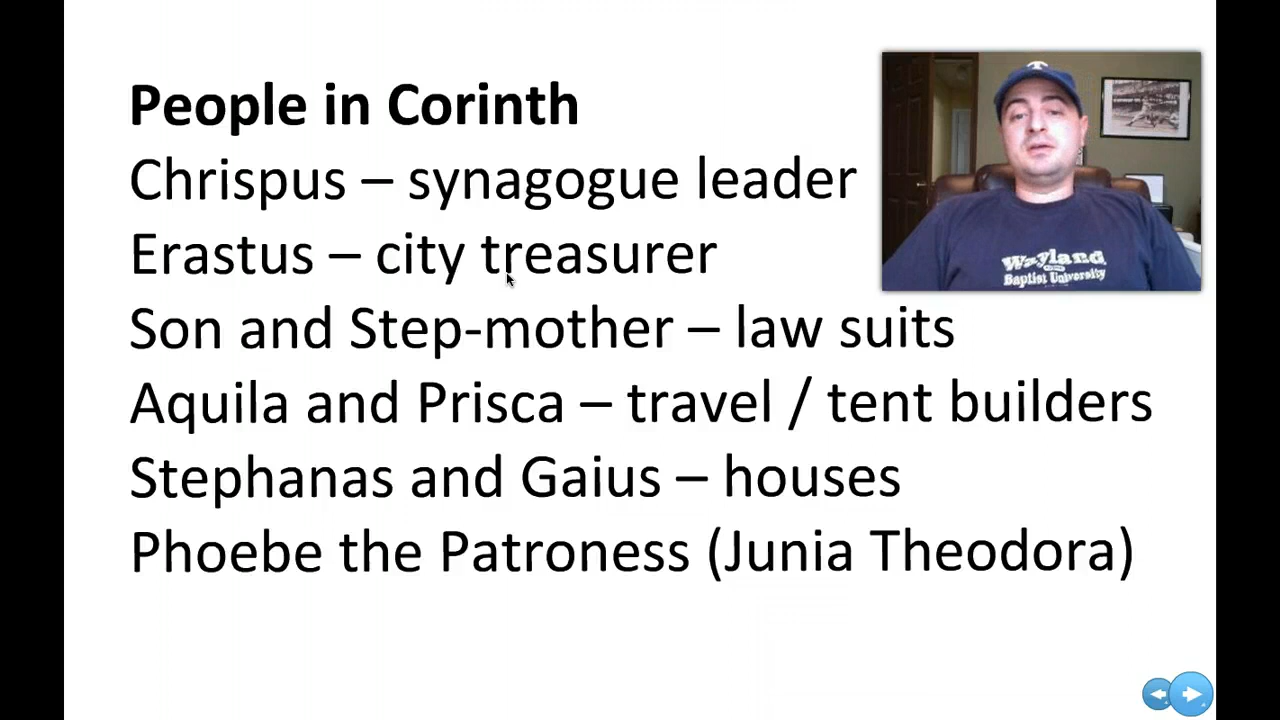 People in Corinth
Chrispus – synagogue leader
Erastus – city treasurer
Son and Step-mother – law suits
Aquila and Prisca – travel / tent builders
Stephanas and Gaius – houses
Phoebe the Patroness (Junia Theodora)
T
Wayland
Baptist University